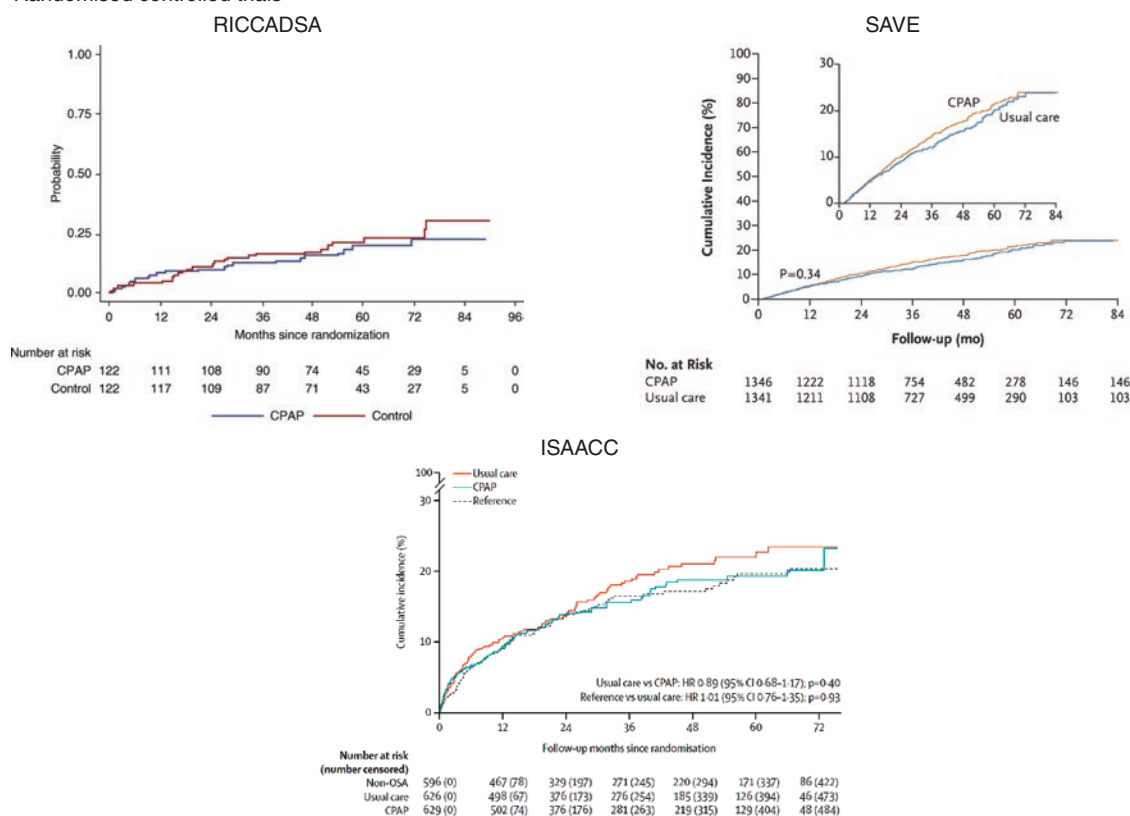 Randomised controlled trials
RICCADSA
1.00
0.75
0.50
0.25
0.00
Probability
0 12 24 36 48 60 72 84 96
Months since randomization
Number at risk
CPAP 122 111 108 90 74 45 29 5 0
Control 122 117 109 87 71 43 27 5 0
CPAP Control
SAVE
100
90
80
70
60
50
40
30
20
10
0
Cumulative Incidence (%)
30
20
10
0
CPAP
Usual care
0 12 24 36 48 60 72 84
P=0.34
0 12 24 36 48 60 72 84
Follow-up (mo)
No. at Risk
CPAP 1346 1222 1118 754 482 278 146 146
Usual care 1341 1211 1108 727 499 290 103 103
ISAACC
100
30
20
10
0
Cumulative incidence (%)
Usual care
CPAP
Reference
Usual care vs CPAP: HR 0·89 (95% CI 0·68–1·17); p=0·40
Reference vs usual care: HR 1·01 (95% CI 0·76–1·35); p=0·93
0 12 24 36 48 60 72
Follow-up months since randomisation
Number at risk
(number censored)
Non-OSA 596 (0) 467 (78) 329 (197) 271 (245) 220 (294) 171 (337) 86 (422)
Usual care 626 (0) 498 (67) 376 (173) 276 (254) 185 (339) 126 (394) 46 (473)
CPAP 629 (0) 502 (74) 376 (176) 281 (263) 219 (315) 129 (404) 48 (484)